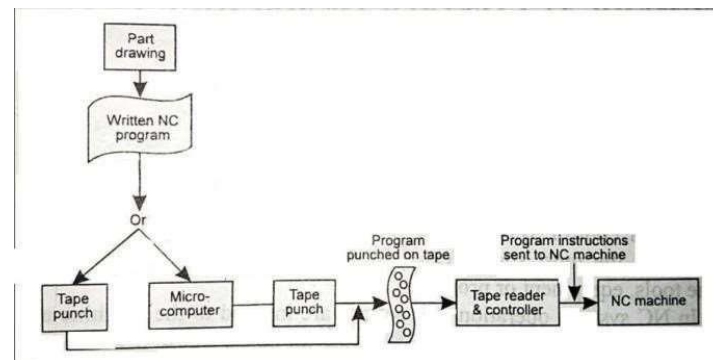 Part
drawing
Written NC
program
Or
Tape
punch
Micro-
computer
Tape
punch
Program
punched on tape
Tape reader
& controller
Program instructions
sent to NC machine
NC machine